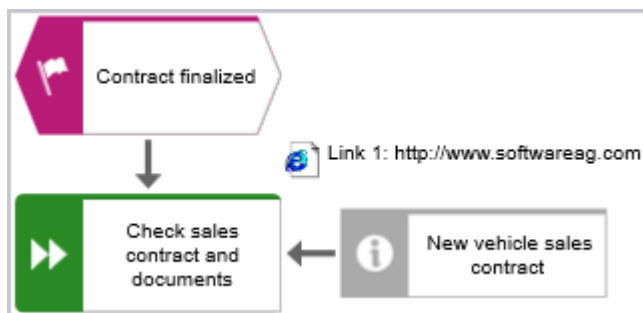 Contract finalized
Link 1: http://www.softwareag.com
Check sales
contract and
documents
New vehicle sales
contract